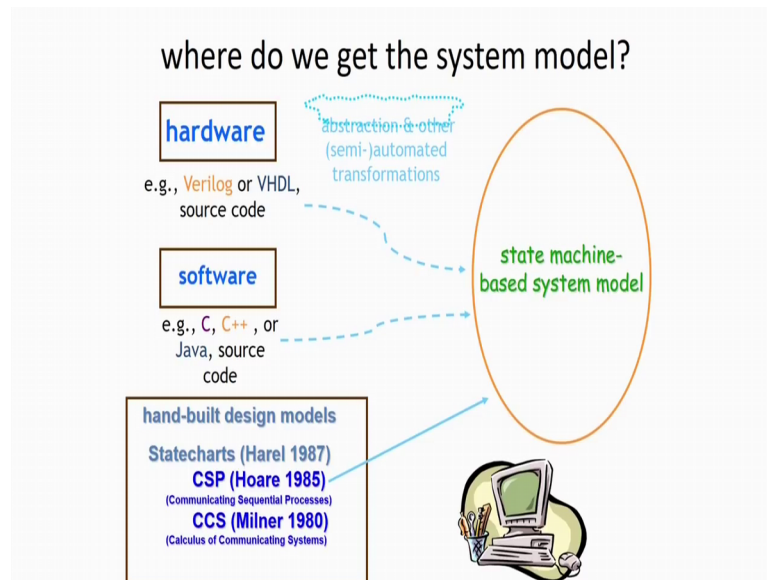 where do we get the system model?
hardware
abstraction & other
(semi-)automated
transformations
e.g., Verilog or VHDL,
source code
software
e.g., C, C++ , or
Java, source
code
state machine-
based system model
hand-built design models
Statecharts (Harel 1987)
CSP (Hoare 1985)
(Communicating Sequential Processes)
CCS (Milner 1980)
(Calculus of Communicating Systems)